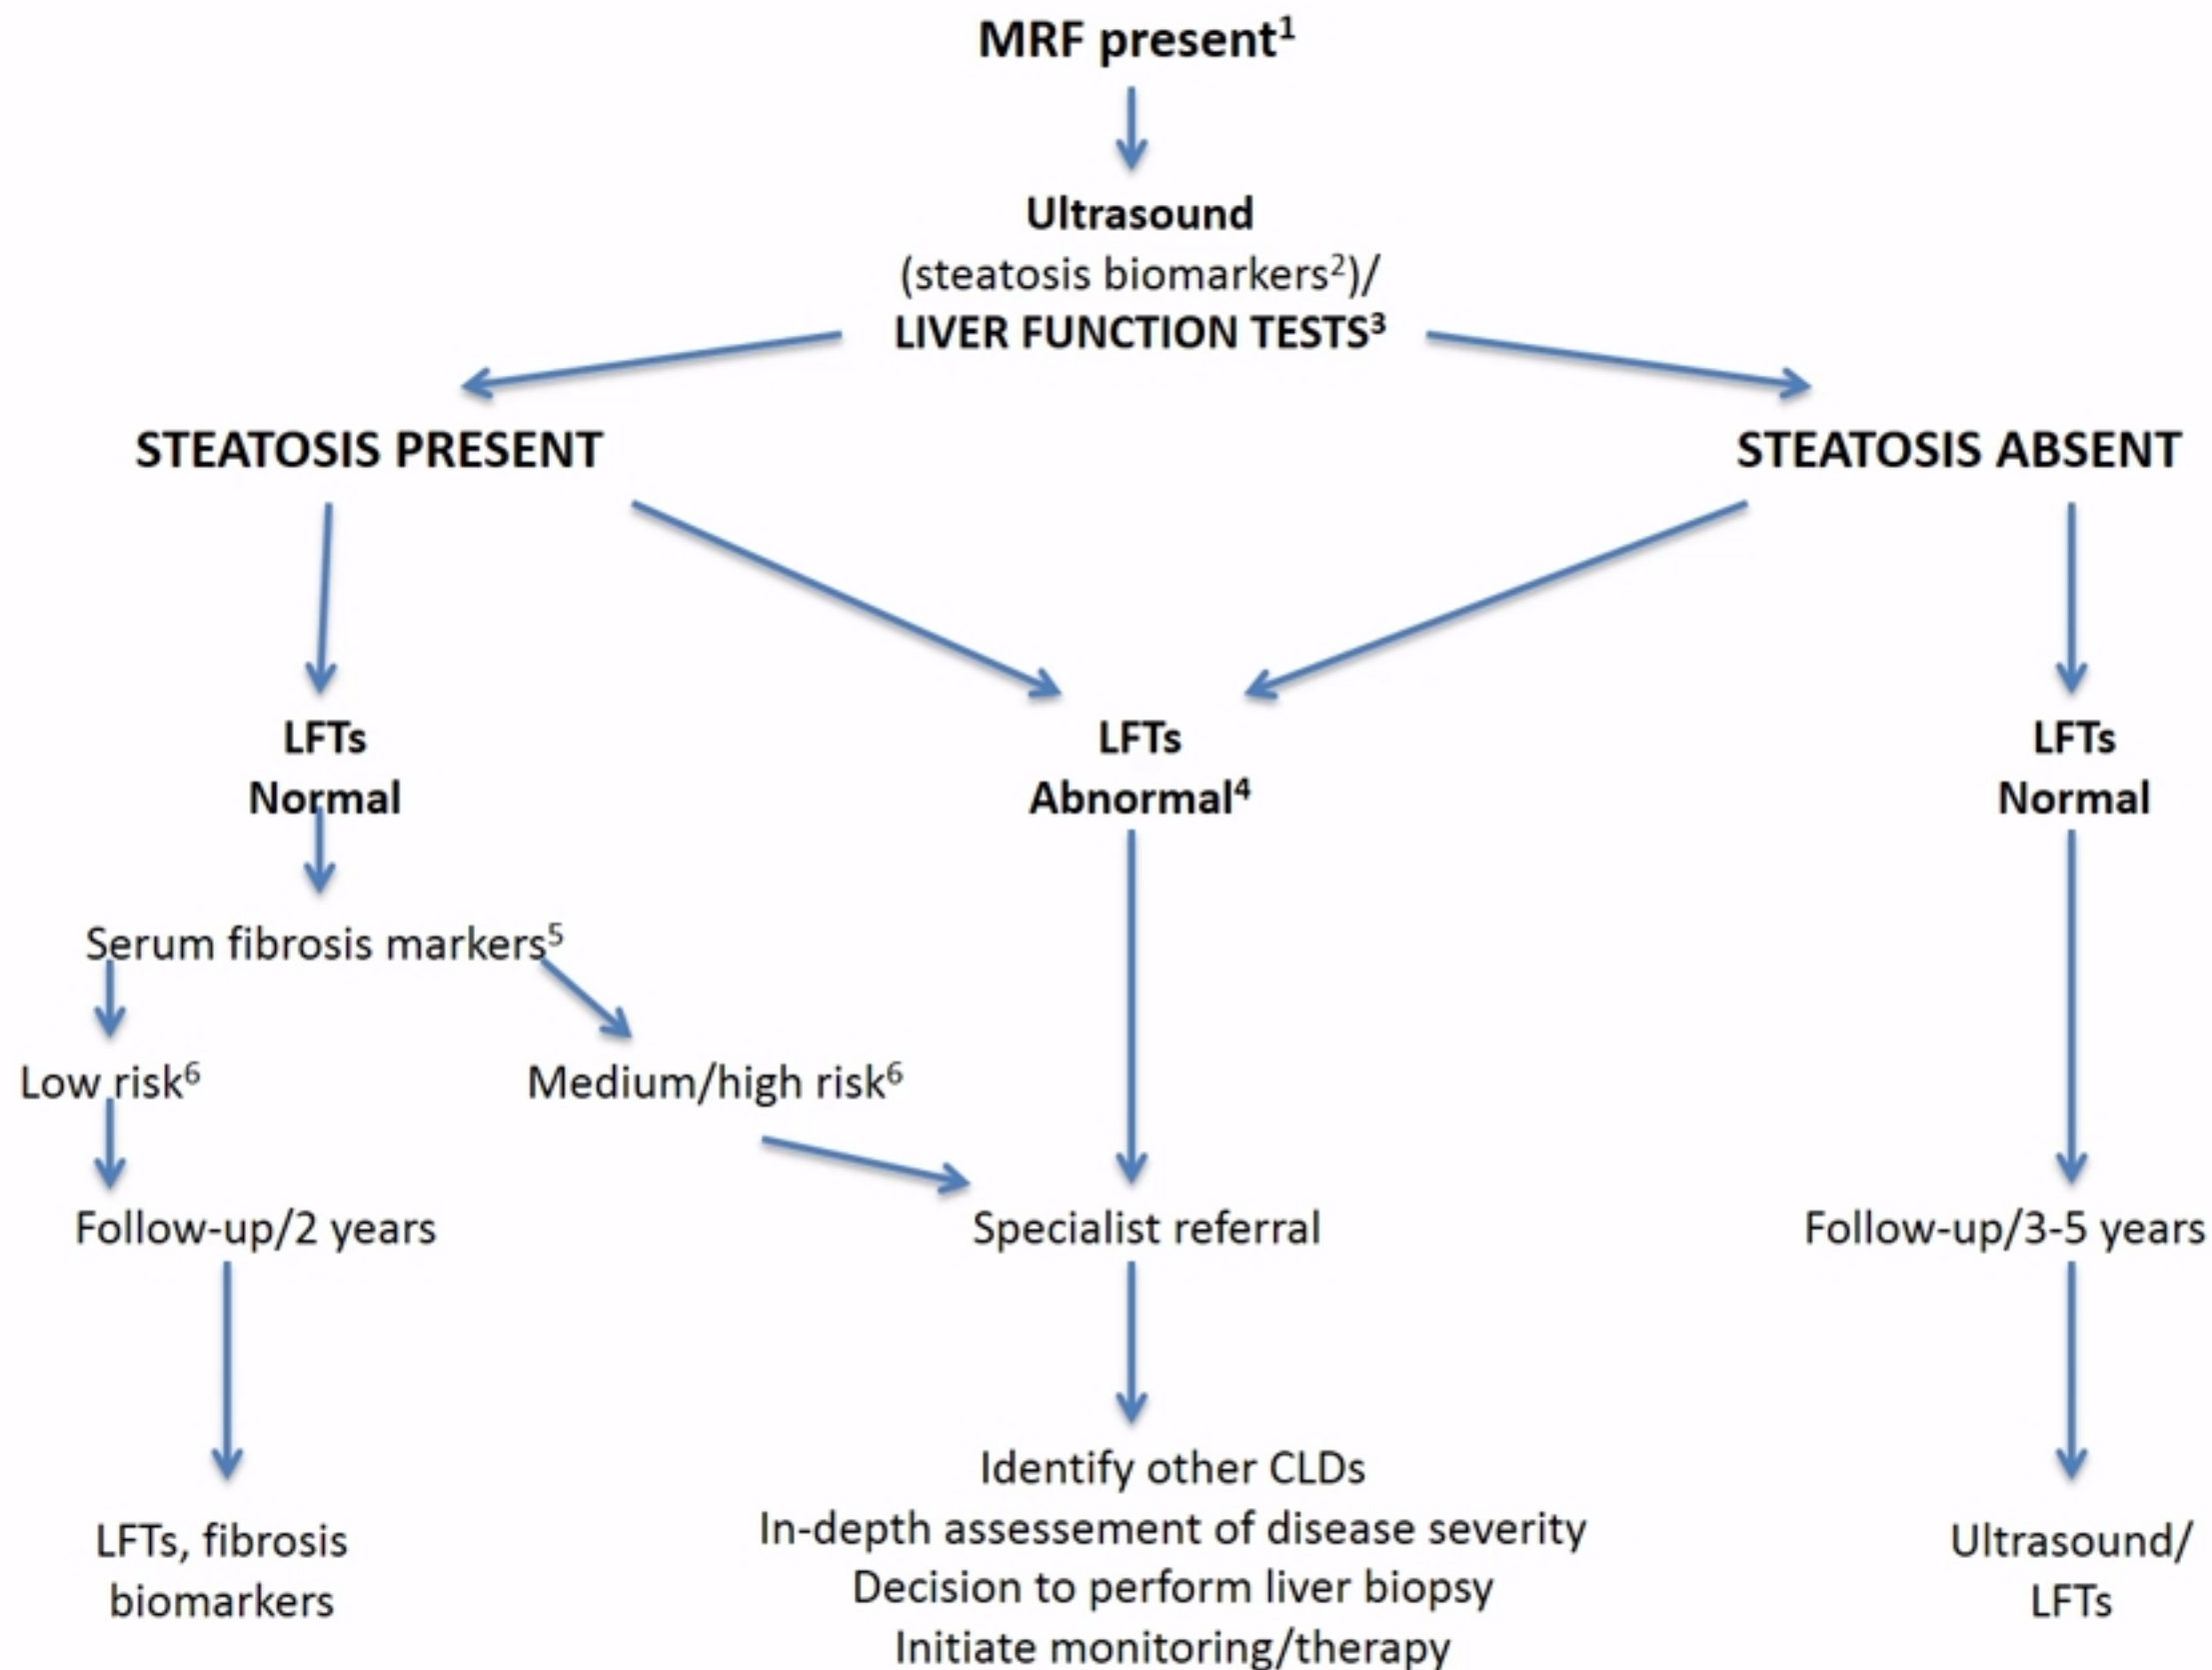 MRF present¹
Ultrasound
(steatosis biomarkers²)/
LIVER FUNCTION TESTS³
STEATOSIS PRESENT
STEATOSIS ABSENT
LFTs
Normal
LFTs
Abnormal⁴
LFTs
Normal
Serum fibrosis markers⁵
Low risk⁶
Medium/high risk⁶
Follow-up/2 years
Specialist referral
Follow-up/3-5 years
LFTs, fibrosis
biomarkers
Identify other CLDs
In-depth assessement of disease severity
Decision to perform liver biopsy
Initiate monitoring/therapy
Ultrasound/
LFTs